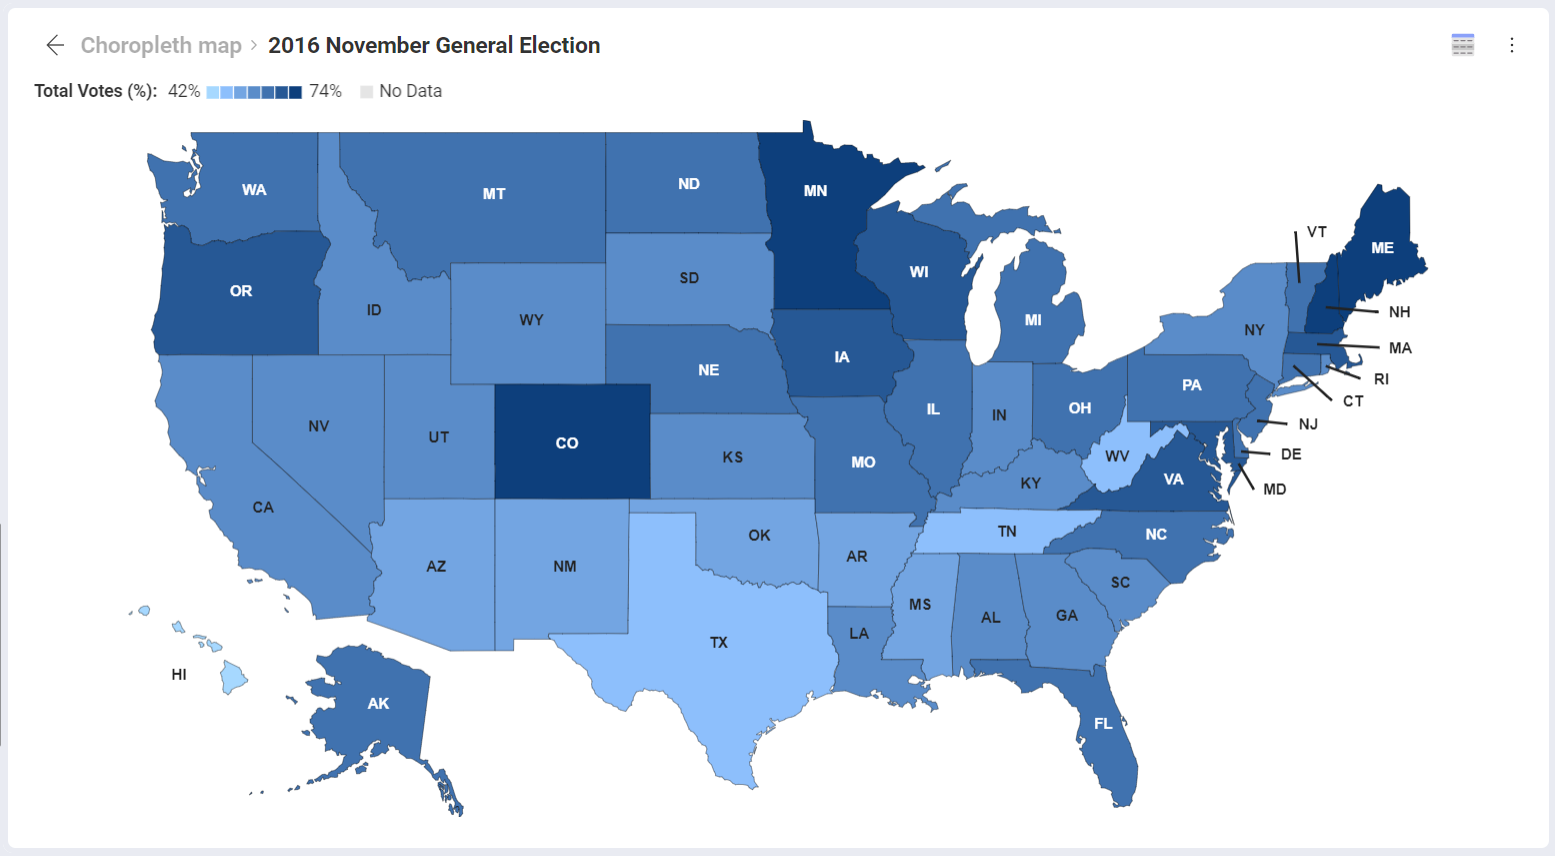 Choropleth map > 2016 November General Election
Total Votes (%): 42% 74% No Data
WA
MT
ND
MN
VT
ME
OR
ID
WY
SD
WI
MI
NY
NH
MA
RI
CT
NV
UT
CO
NE
IA
IL
IN
OH
PA
NJ
DE
MD
CA
KS
MO
KY
WV
VA
AZ
NM
OK
AR
TN
NC
SC
TX
LA
MS
AL
GA
HI
AK
FL